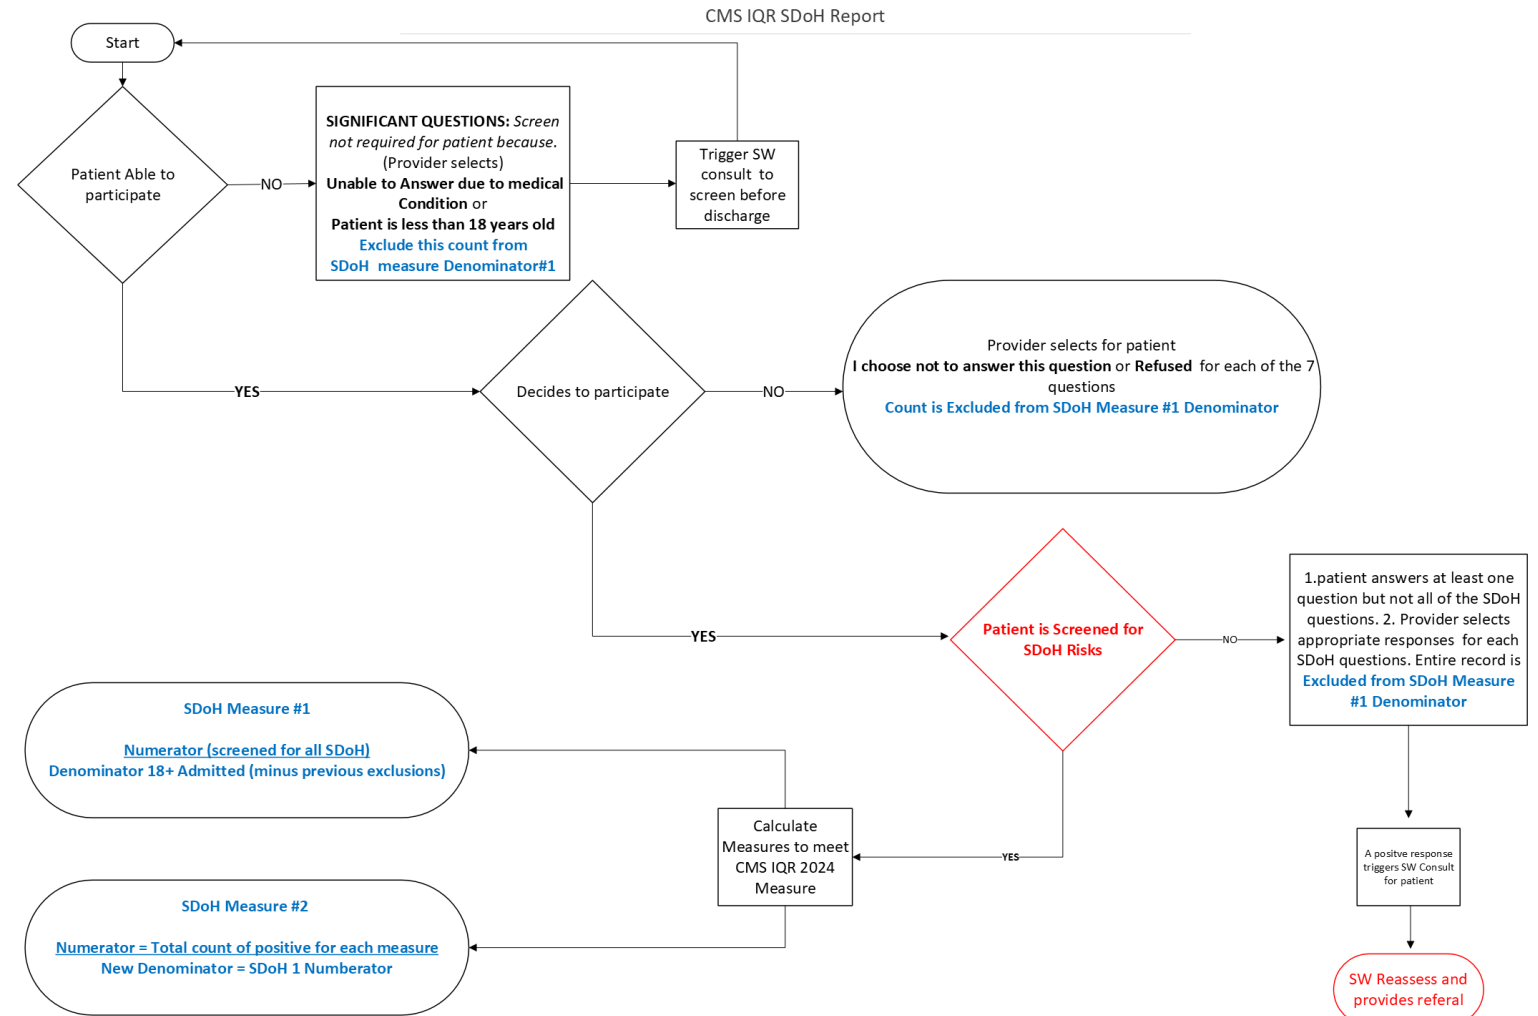 CMS IQR SDoH Report
Start
Patient Able to
participate
NO
SIGNIFICANT QUESTIONS: Screen
not required for patient because.
(Provider selects)
Unable to Answer due to medical
Condition or
Patient is less than 18 years old
Exclude this count from
SDoH measure Denominator#1
Trigger SW
consult to
screen before
discharge
YES
Decides to participate
NO
Provider selects for patient
I choose not to answer this question or Refused for each of the 7
questions
Count is Excluded from SDoH Measure #1 Denominator
YES
Patient is Screened for
SDoH Risks
NO
1.patient answers at least one
question but not all of the SDoH
questions. 2. Provider selects
appropriate responses for each
SDoH questions. Entire record is
Excluded from SDoH Measure
#1 Denominator
A positve response
triggers SW Consult
for patient
SW Reassess and
provides referal
YES
Calculate
Measures to meet
CMS IQR 2024
Measure
SDoH Measure #1
Numerator (screened for all SDoH)
Denominator 18+ Admitted (minus previous exclusions)
SDoH Measure #2
Numerator = Total count of positive for each measure
New Denominator = SDoH 1 Numberator